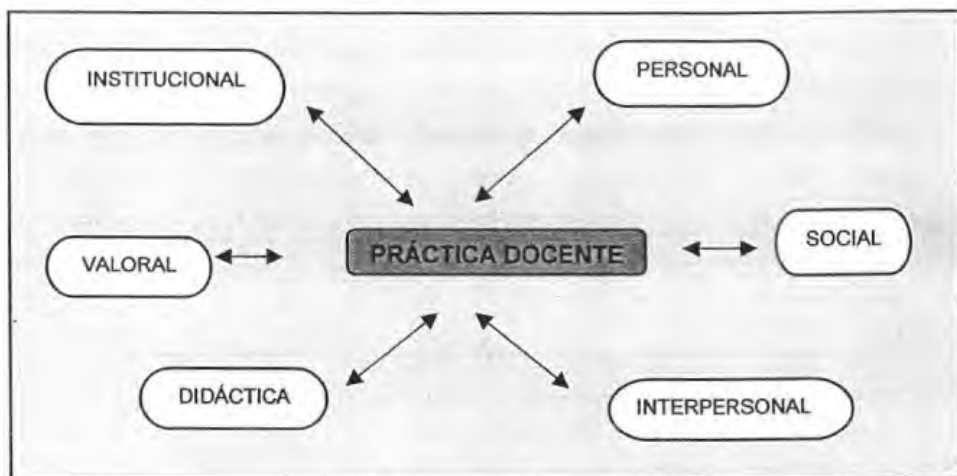 INSTITUCIONAL
PERSONAL
PRÁCTICA DOCENTE
SOCIAL
VALORAL
DIDÁCTICA
INTERPERSONAL